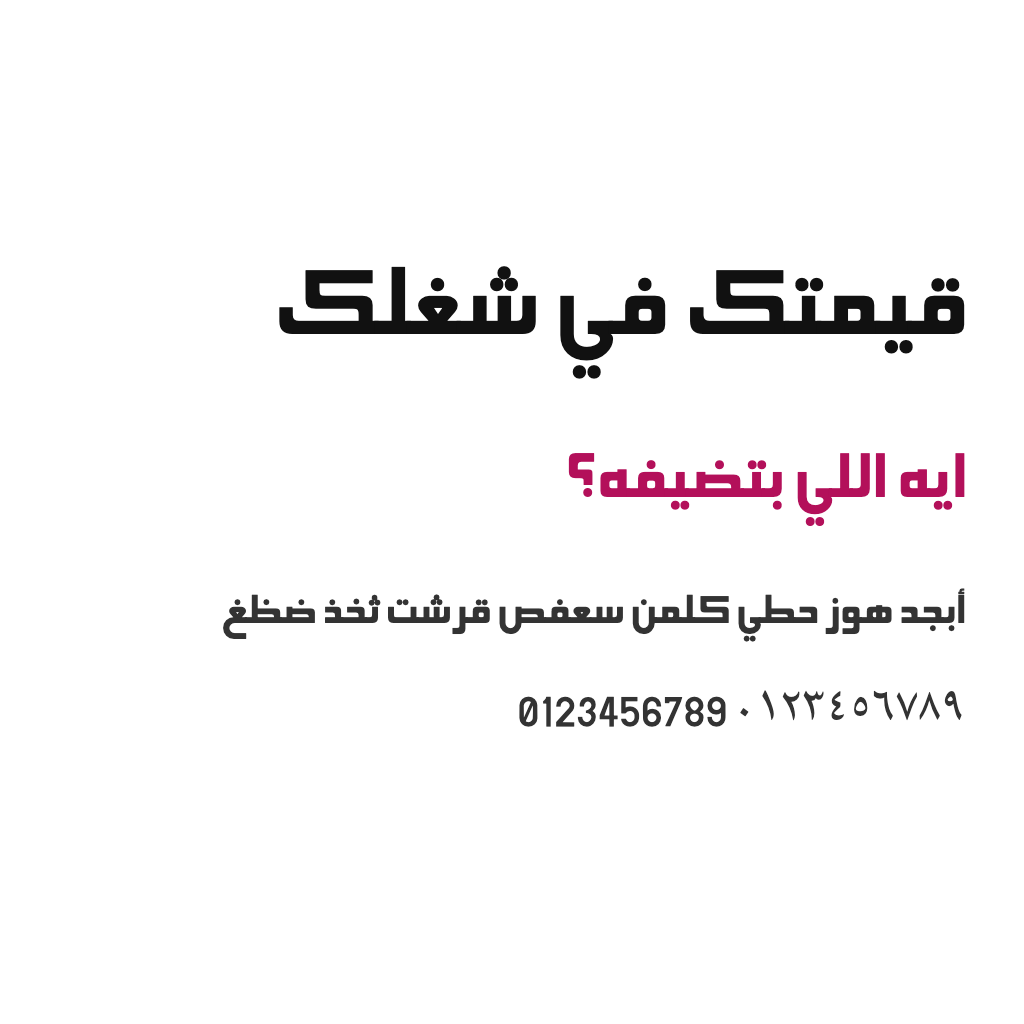 قيمتك في شغلك
ايه اللي بتضيفه؟
أبجد هوز حطي كلمن سعفص قرشت ثخذ ضظغ
0123456789 ٠١٢٣٤٥٦٧٨٩